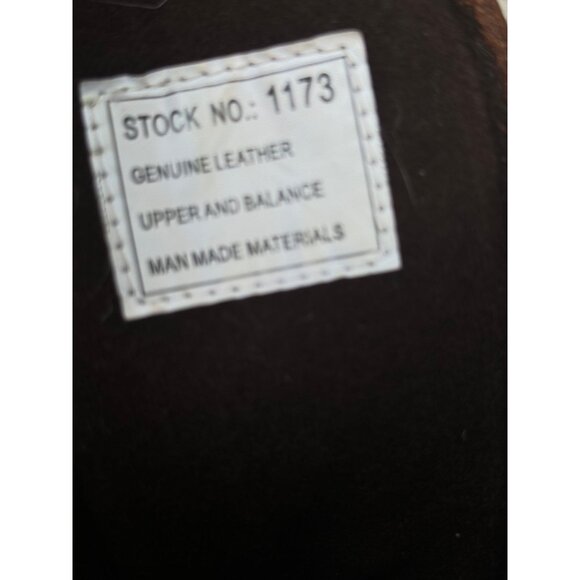 STOCK NO.: 1173
GENUINE LEATHER
UPPER AND BALANCE
MAN MADE MATERIALS